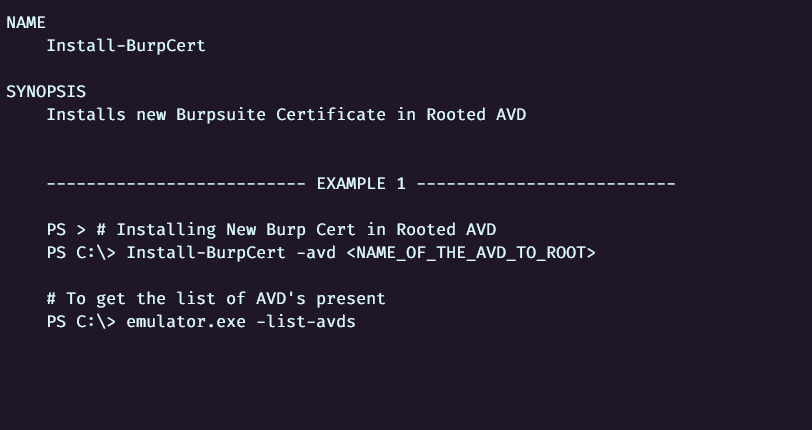 NAME
Install-BurpCert
SYNOPSIS
Installs new Burpsuite Certificate in Rooted AVD
-------------------------- EXAMPLE 1 --------------------------
PS > # Installing New Burp Cert in Rooted AVD
PS C:\> Install-BurpCert -avd <NAME_OF_THE_AVD_TO_ROOT>
# To get the list of AVD's present
PS C:\> emulator.exe -list-avds